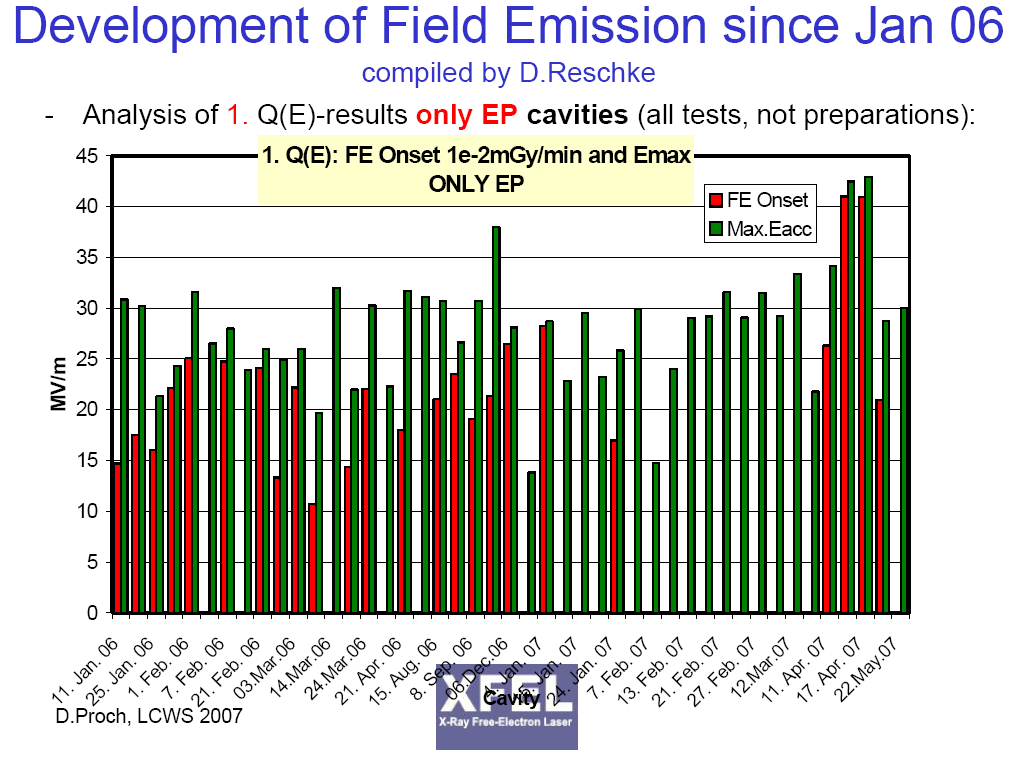 Development of Field Emission since Jan 06
compiled by D.Reschke
- Analysis of 1. Q(E)-results only EP cavities (all tests, not preparations):
1. Q(E): FE Onset 1e-2mGy/min and Emax
ONLY EP
FE Onset
Max.Eacc
MV/m
45
40
35
30
25
20
15
10
5
0
11. Jan. 06
25. Jan. 06
1. Feb. 06
7. Feb. 06
21. Feb. 06
03.Mar.06
14.Mar.06
24.Mar.06
21. Apr. 06
15. Aug. 06
8. Sep. 06
06.Dec.06
Jan. 07
Jan. 07
24. Jan. 07
7. Feb. 07
13. Feb. 07
21. Feb. 07
27. Feb. 07
12.Mar.07
11. Apr. 07
17. Apr. 07
22.May.07
Cavity
XFEL
X-Ray Free-Electron Laser
D.Proch, LCWS 2007